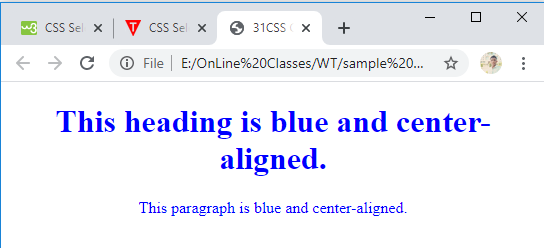 CSS Sel
CSS Sel
31CSS
File
E:/OnLine%20Classes/WT/sample%20...
This heading is blue and center-
aligned.
This paragraph is blue and center-aligned.